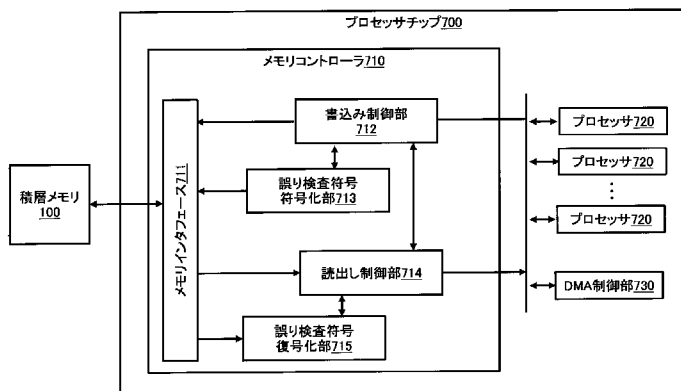 プロセッサチップ700
メモリコントローラ710
書込み制御部
712
プロセッサ720
プロセッサ720
⋮
プロセッサ720
積層メモリ
100
メモリインタフェース711
誤り検査符号
符号化部713
読出し制御部714
DMA制御部730
誤り検査符号
復号化部715